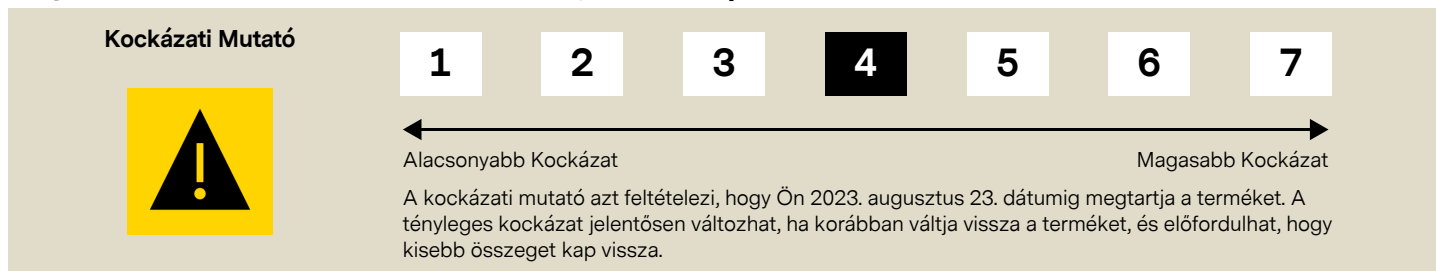 Kockázati Mutató
1 2 3 4 5 6 7
Alacsonyabb Kockázat Magasabb Kockázat
A kockázati mutató azt feltételezi, hogy Ön 2023. augusztus 23. dátumig megtartja a terméket. A
tényleges kockázat jelentősen változhat, ha korábban váltja vissza a terméket, és előfordulhat, hogy
kisebb összeget kap vissza.